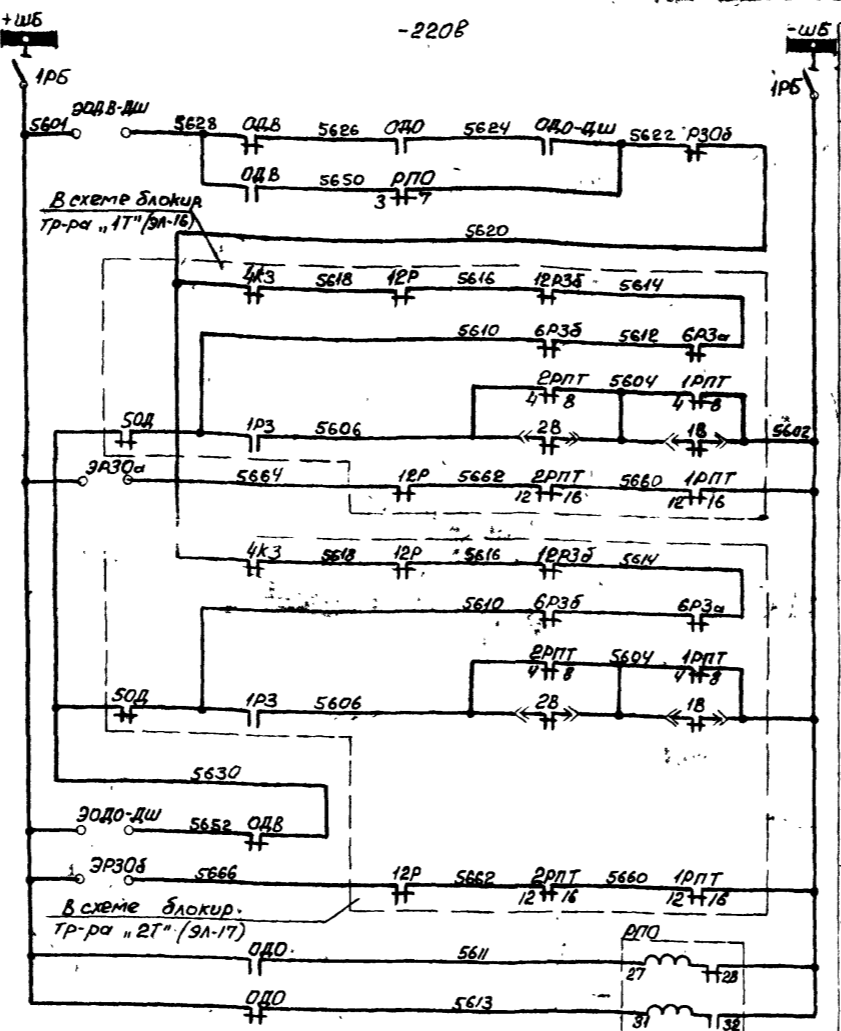 +ШБ
-220В
-ШБ
1РБ
1РБ
ЭОДВ-ДШ
5601
5628
ОДВ
5626
ОДО
5624
ОДО-ДШ
5622
РЗОб
ОДВ
5650
РПО
3
7
В схеме блокир
тр-ра „1Т" (ЭЛ-16)
5620
4КЗ
5618
12Р
5616
12РЗб
5614
5610
6РЗб
5612
6РЗа
2РПТ
5604
1РПТ
4
8
4
8
5ОД
1РЗ
5606
2В
1В
5602
ЭРЗОа
5664
12Р
5662
2РПТ
5660
1РПТ
12
16
12
16
4КЗ
5618
12Р
5616
12РЗб
5614
5610
6РЗб
6РЗа
2РПТ
5604
1РПТ
4
8
4
8
5ОД
1РЗ
5606
2В
1В
5630
ЭОДО-ДШ
5652
ОДВ
ЭРЗОб
5666
12Р
5662
2РПТ
5660
1РПТ
12
16
12
16
В схеме блокир.
тр-ра „2Т" (ЭЛ-17)
РПО
ОДО
5611
27
28
ОДО
5613
31
32